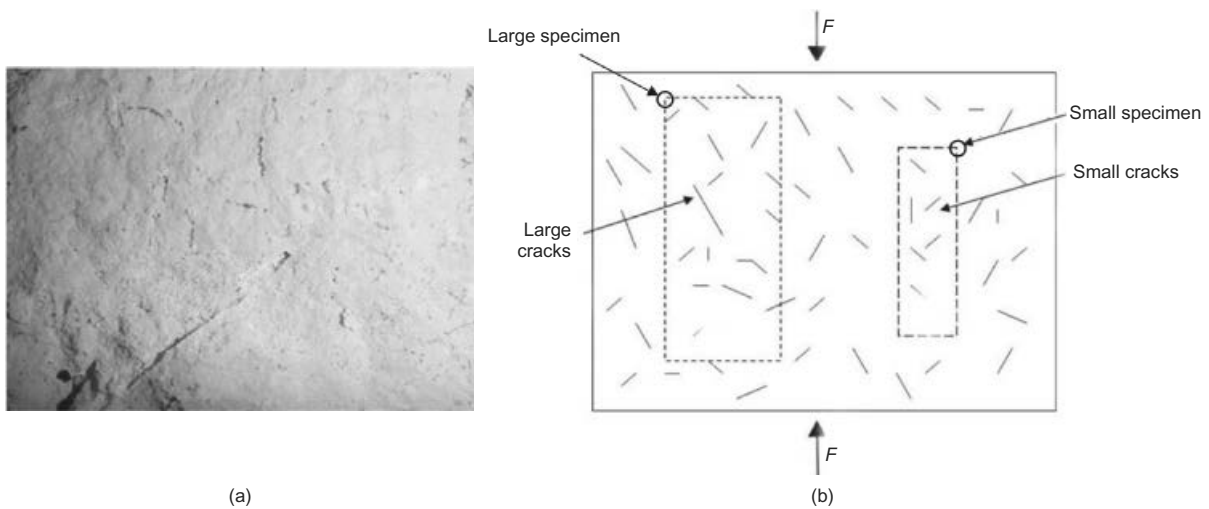 F
Large specimen
Small specimen
Small cracks
Large
cracks
F
(a)
(b)